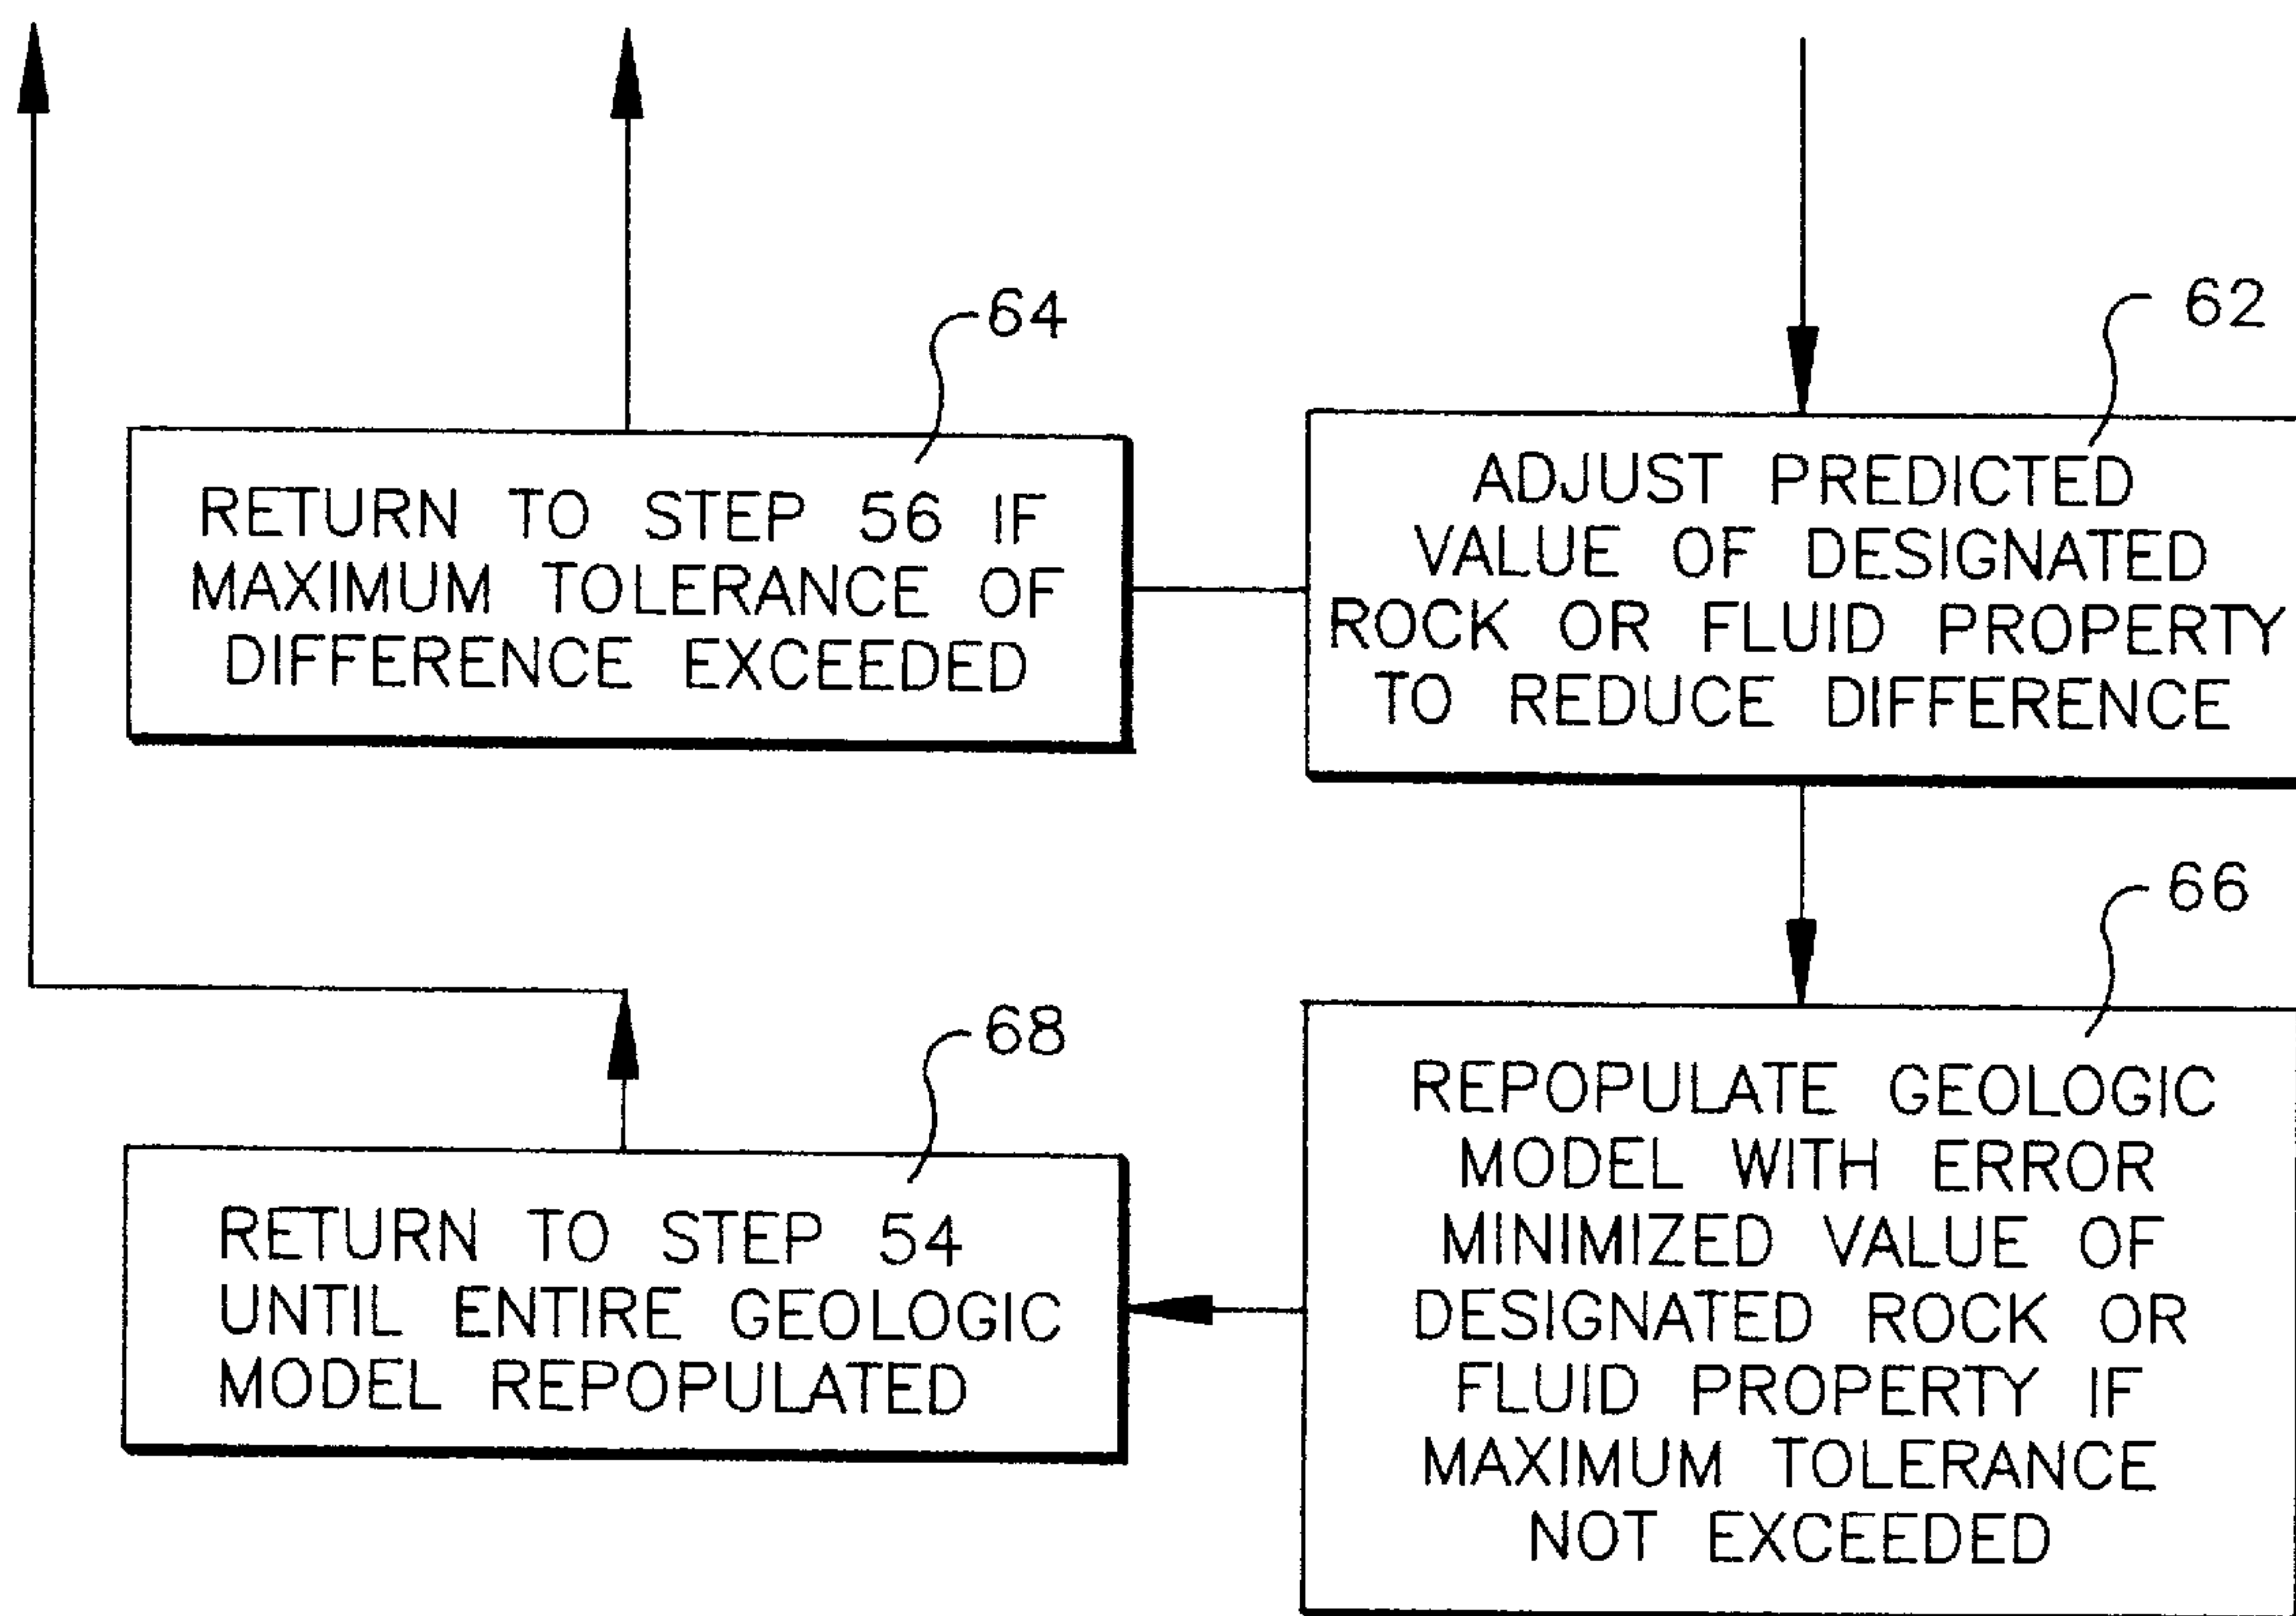 64
RETURN TO STEP 56 IF
MAXIMUM TOLERANCE OF
DIFFERENCE EXCEEDED
62
ADJUST PREDICTED
VALUE OF DESIGNATED
ROCK OR FLUID PROPERTY
TO REDUCE DIFFERENCE
66
REPOPULATE GEOLOGIC
MODEL WITH ERROR
MINIMIZED VALUE OF
DESIGNATED ROCK OR
FLUID PROPERTY IF
MAXIMUM TOLERANCE
NOT EXCEEDED
68
RETURN TO STEP 54
UNTIL ENTIRE GEOLOGIC
MODEL REPOPULATED